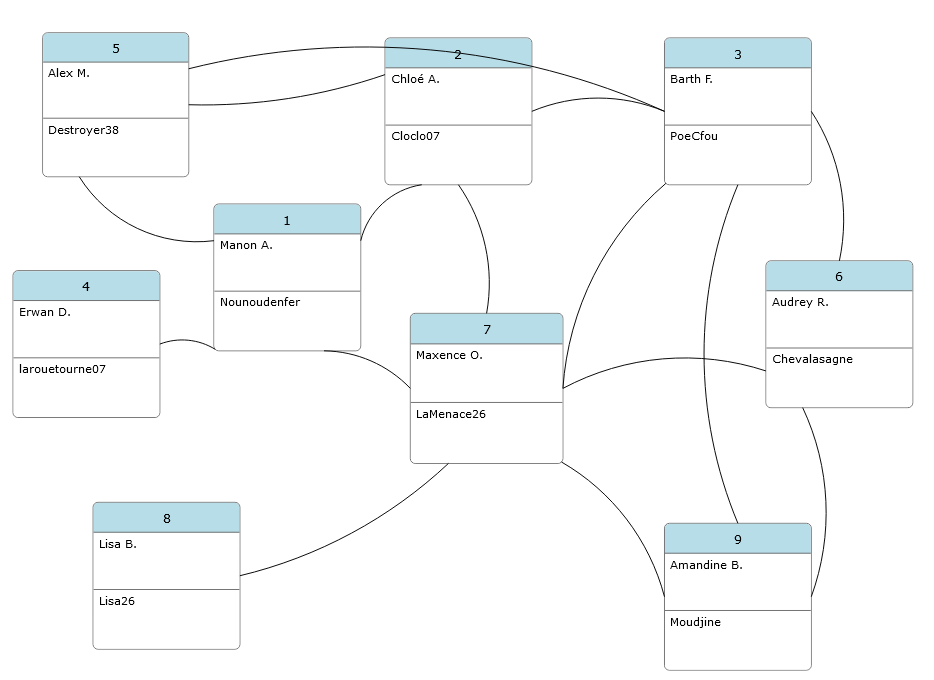 5
Alex M.
Destroyer38
2
Chloé A.
Cloclo07
3
Barth F.
PoeCfou
1
Manon A.
Nounoudenfer
4
Erwan D.
larouetourne07
6
Audrey R.
Chevalasagne
7
Maxence O.
LaMenace26
8
Lisa B.
Lisa26
9
Amandine B.
Moudjine